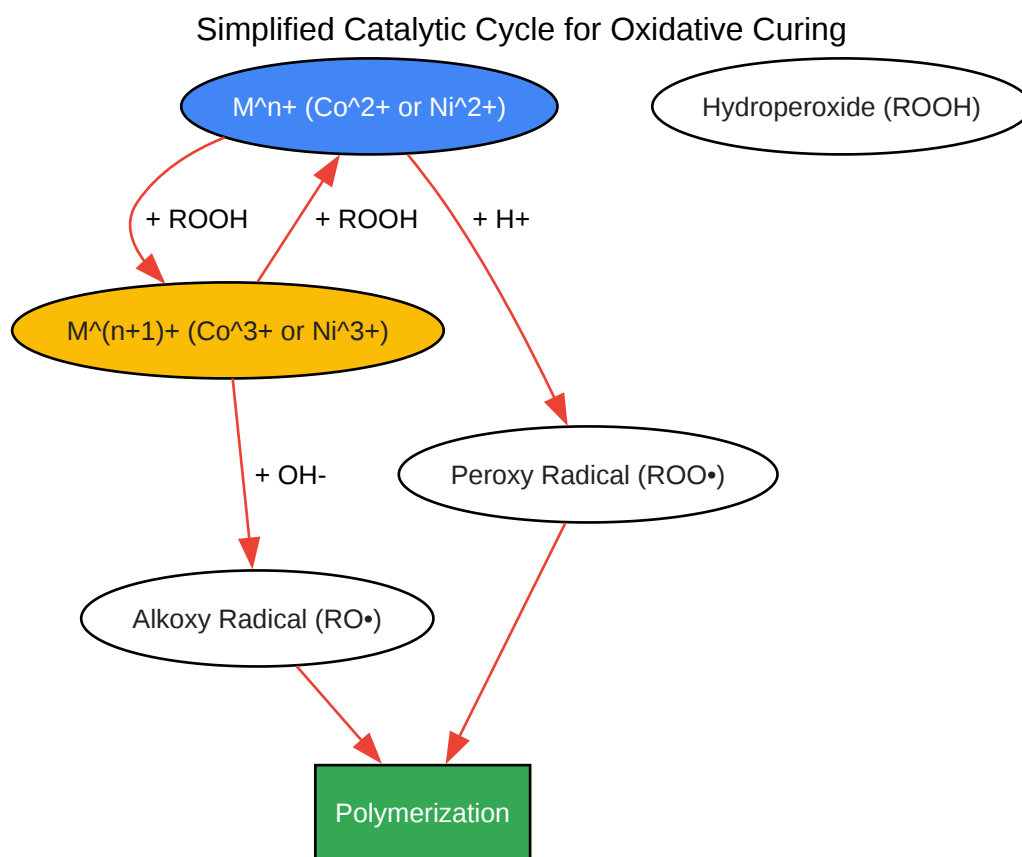 Simplified Catalytic Cycle for Oxidative Curing
M^n+ (Co^2+ or Ni^2+)
Hydroperoxide (ROOH)
+ ROOH
+ ROOH
+ H+
M^(n+1)+ (Co^3+ or Ni^3+)
+ OH-
Peroxy Radical (ROO•)
Alkoxy Radical (RO•)
Polymerization